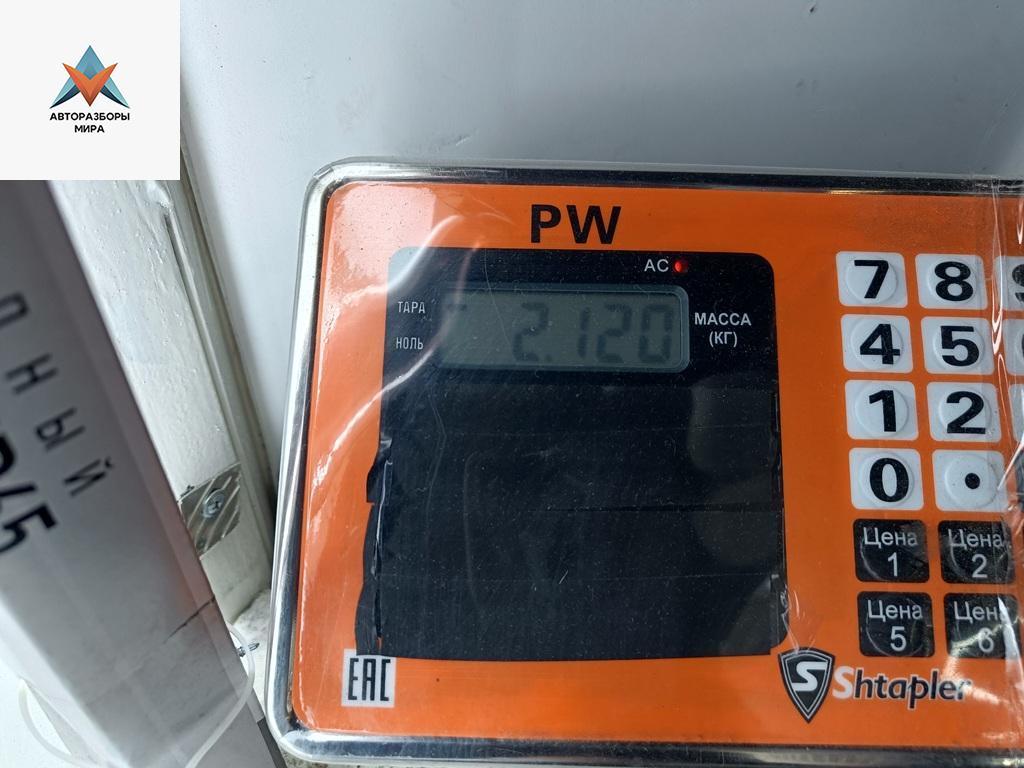 АВТОРАЗБОРЫ
МИРА
PW
AC
ТАРА
НОЛЬ
2.120
МАССА
(КГ)
7 8
4 5
1 2
0 .
Цена
1
Цена
2
Цена
5
Цена
6
EAC
S Shtapler